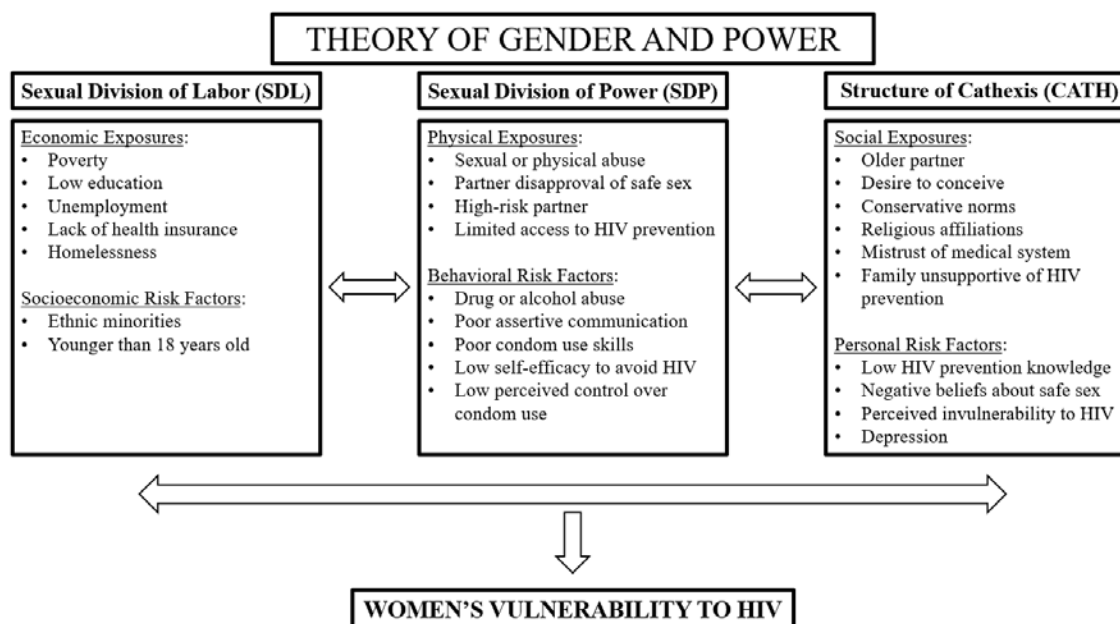 THEORY OF GENDER AND POWER
Sexual Division of Labor (SDL)
Economic Exposures:
• Poverty
• Low education
• Unemployment
• Lack of health insurance
• Homelessness
Socioeconomic Risk Factors:
• Ethnic minorities
• Younger than 18 years old
Sexual Division of Power (SDP)
Physical Exposures:
• Sexual or physical abuse
• Partner disapproval of safe sex
• High-risk partner
• Limited access to HIV prevention
Behavioral Risk Factors:
• Drug or alcohol abuse
• Poor assertive communication
• Poor condom use skills
• Low self-efficacy to avoid HIV
• Low perceived control over
condom use
Structure of Cathexis (CATH)
Social Exposures:
• Older partner
• Desire to conceive
• Conservative norms
• Religious affiliations
• Mistrust of medical system
• Family unsupportive of HIV
prevention
Personal Risk Factors:
• Low HIV prevention knowledge
• Negative beliefs about safe sex
• Perceived invulnerability to HIV
• Depression
WOMEN'S VULNERABILITY TO HIV